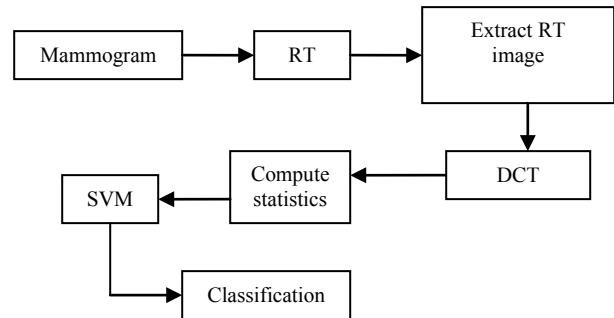 Mammogram
RT
Extract RT
image
DCT
Compute
statistics
SVM
Classification